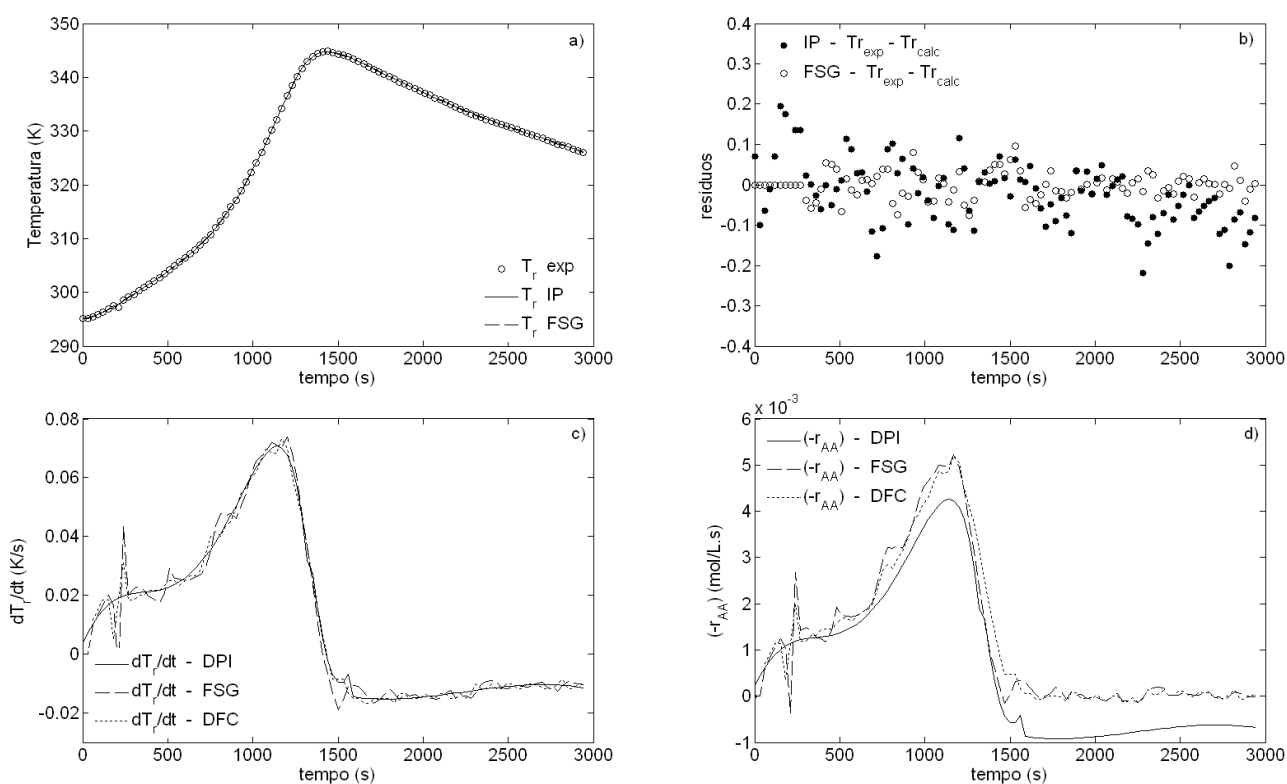 a)
Temperatura (K)
350
340
330
320
310
300
290
0 500 1000 1500 2000 2500 3000
tempo (s)
T_r exp
T_r IP
T_r FSG
b)
resíduos
0.4
0.3
0.2
0.1
0
-0.1
-0.2
-0.3
-0.4
0 500 1000 1500 2000 2500 3000
tempo (s)
IP - Tr_exp - Tr_calc
FSG - Tr_exp - Tr_calc
c)
dT_r/dt (K/s)
0.08
0.06
0.04
0.02
0
-0.02
0 500 1000 1500 2000 2500 3000
tempo (s)
dT_r/dt - DPI
dT_r/dt - FSG
dT_r/dt - DFC
d)
x 10^-3
(-r_AA) (mol/L.s)
6
5
4
3
2
1
0
-1
0 500 1000 1500 2000 2500 3000
tempo (s)
(-r_AA) - DPI
(-r_AA) - FSG
(-r_AA) - DFC